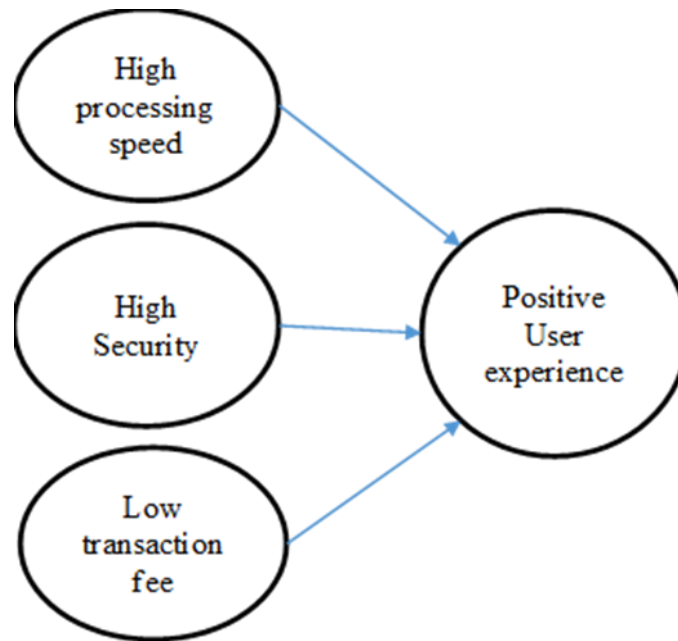 High
processing
speed
High
Security
Low
transaction
fee
Positive
User
experience